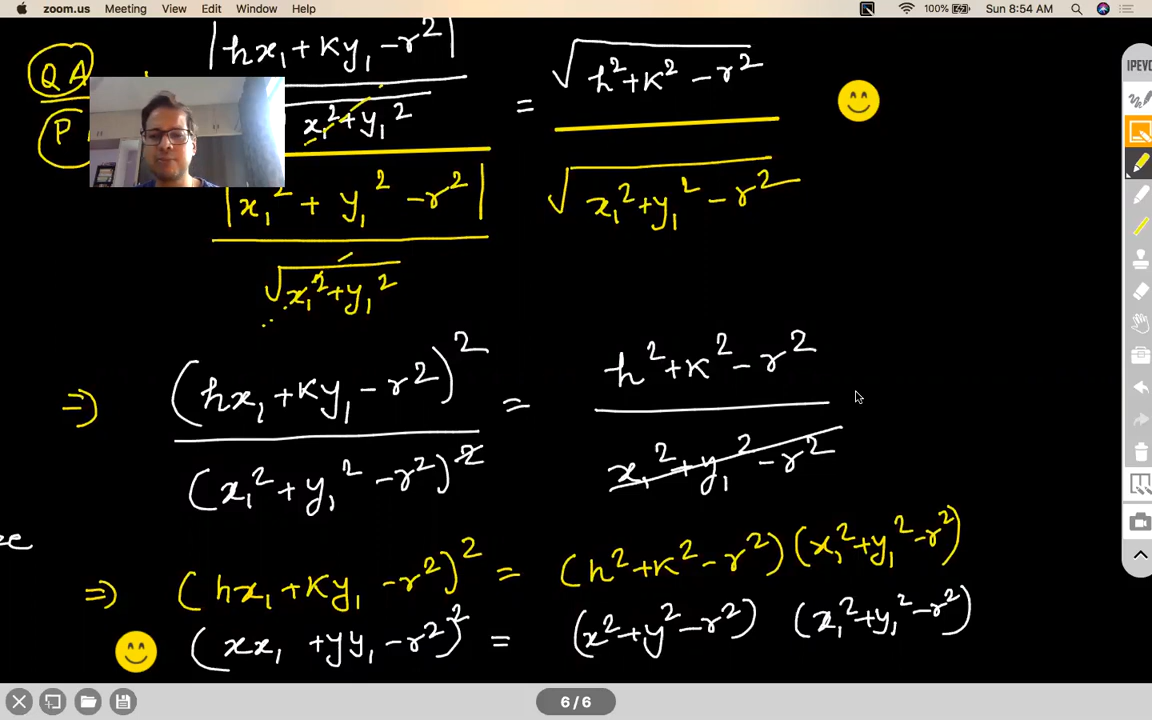 zoom.us Meeting View Edit Window Help 100% Sun 8:54 AM
IPEVO
QA |hx₁+Ky₁-r²| / x₁²+y₁² = √(h²+K²-r²)
P |x₁²+y₁²-r²| / √(x₁²+y₁²) √(x₁²+y₁²-r²)
⇒ (hx₁+Ky₁-r²)² / (x₁²+y₁²-r²)² = h²+K²-r² / x₁²+y₁²-r²
⇒ (hx₁+Ky₁-r²)² = (h²+K²-r²)(x₁²+y₁²-r²)
(xx₁+yy₁-r²)² = (x²+y²-r²) (x₁²+y₁²-r²)
6/6